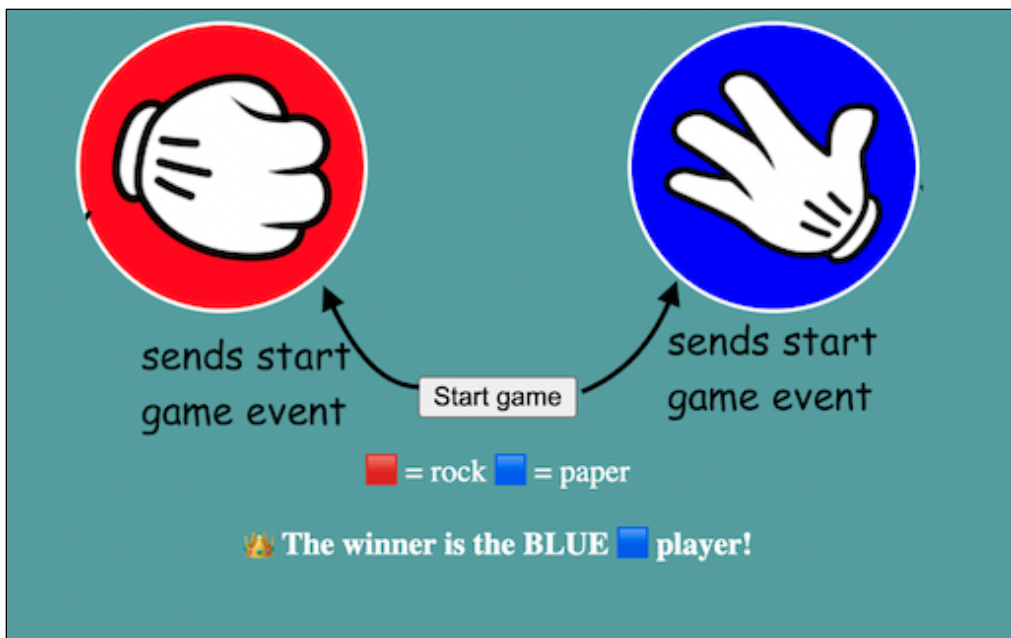 sends start
game event
sends start
game event
Start game
🟥 = rock 🟦 = paper
👑 The winner is the BLUE 🟦 player!